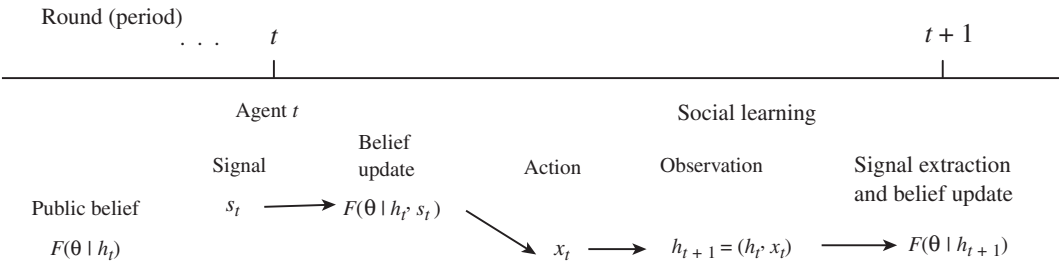 Round (period)
. . . t t + 1
Agent t Social learning
Signal Belief update Action Observation Signal extraction and belief update
Public belief s_t F(θ | h_t, s_t)
F(θ | h_t) x_t h_{t + 1} = (h_t, x_t) F(θ | h_{t + 1})